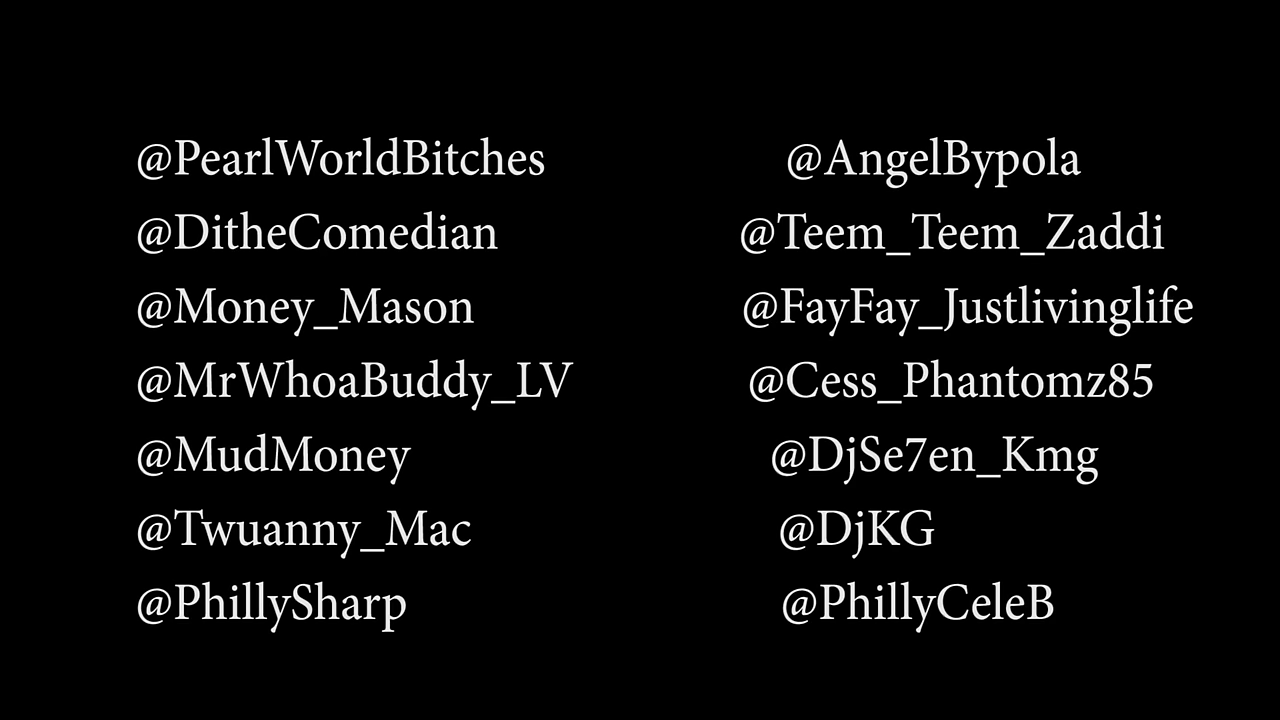 @PearlWorldBitches @AngelBypola
@DitheComedian @Teem_Teem_Zaddi
@Money_Mason @FayFay_Justlivinglife
@MrWhoaBuddy_LV @Cess_Phantomz85
@MudMoney @DjSe7en_Kmg
@Twuanny_Mac @DjKG
@PhillySharp @PhillyCeleB